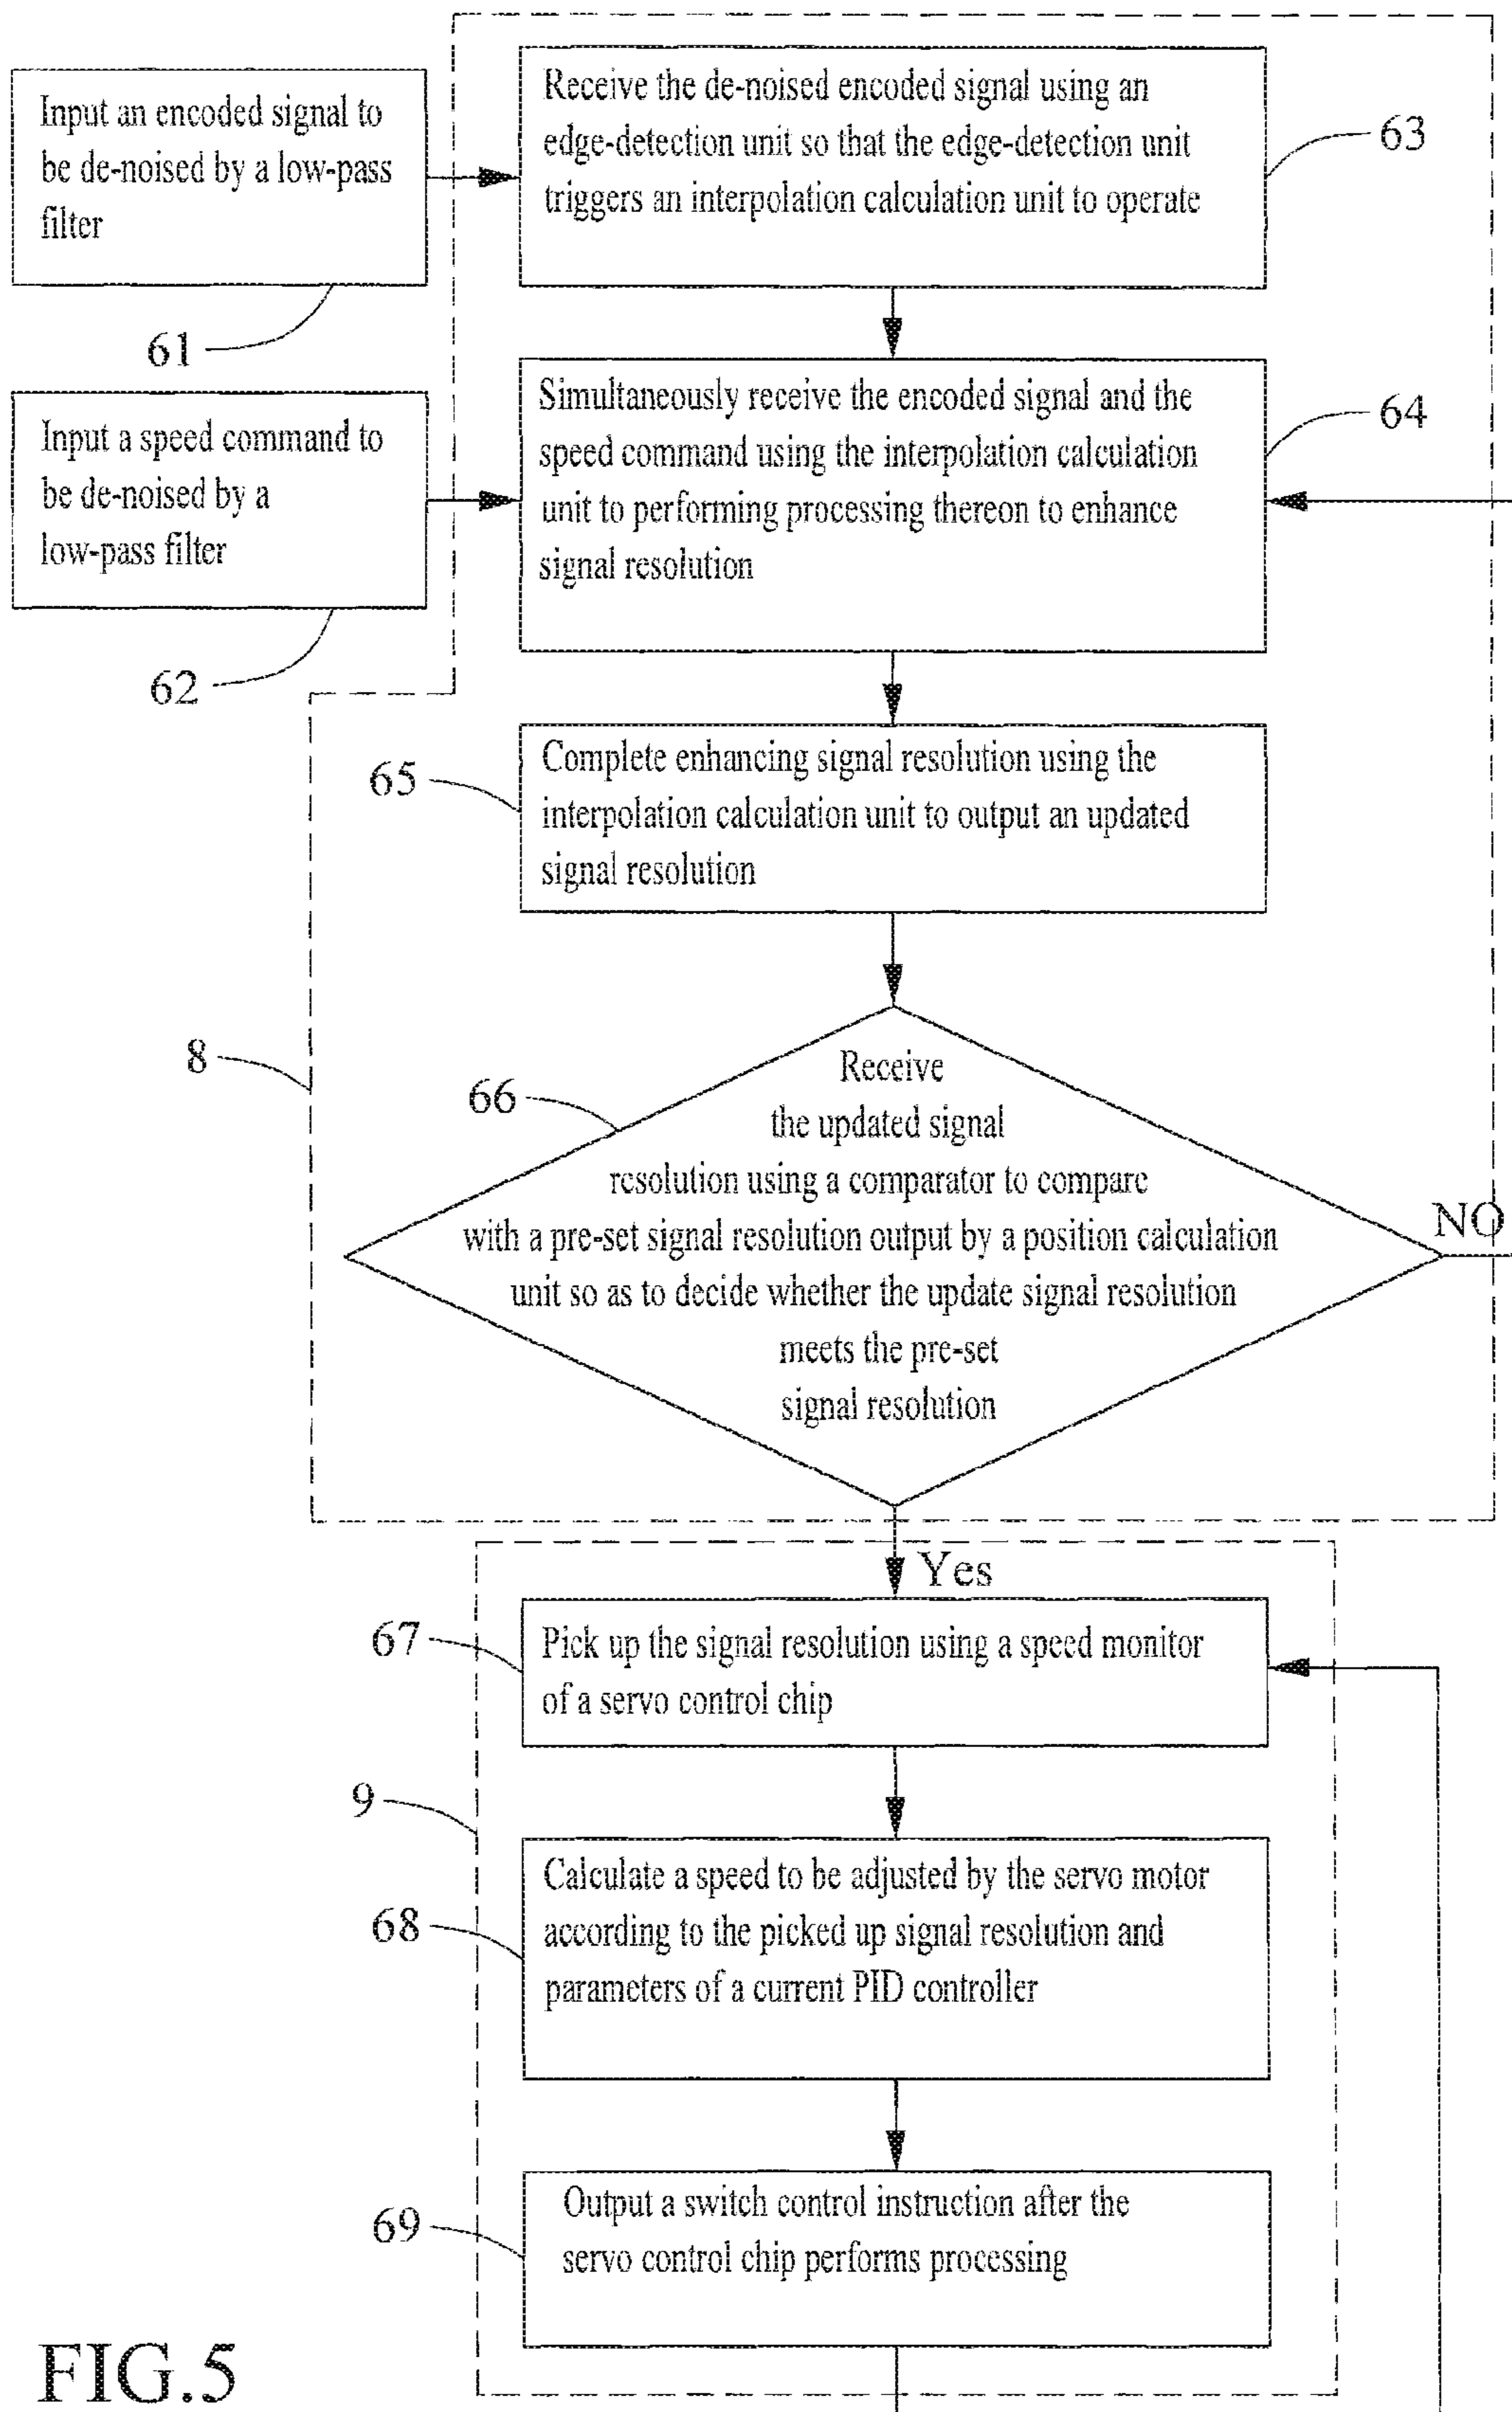 Input an encoded signal to
be de-noised by a low-pass
filter
61
Input a speed command to
be de-noised by a
low-pass filter
62
Receive the de-noised encoded signal using an
edge-detection unit so that the edge-detection unit
triggers an interpolation calculation unit to operate
63
Simultaneously receive the encoded signal and the
speed command using the interpolation calculation
unit to performing processing thereon to enhance
signal resolution
64
65
Complete enhancing signal resolution using the
interpolation calculation unit to output an updated
signal resolution
8
66
Receive
the updated signal
resolution using a comparator to compare
with a pre-set signal resolution output by a position calculation
unit so as to decide whether the update signal resolution
meets the pre-set
signal resolution
NO
Yes
67
Pick up the signal resolution using a speed monitor
of a servo control chip
9
68
Calculate a speed to be adjusted by the servo motor
according to the picked up signal resolution and
parameters of a current PID controller
69
Output a switch control instruction after the
servo control chip performs processing
FIG.5